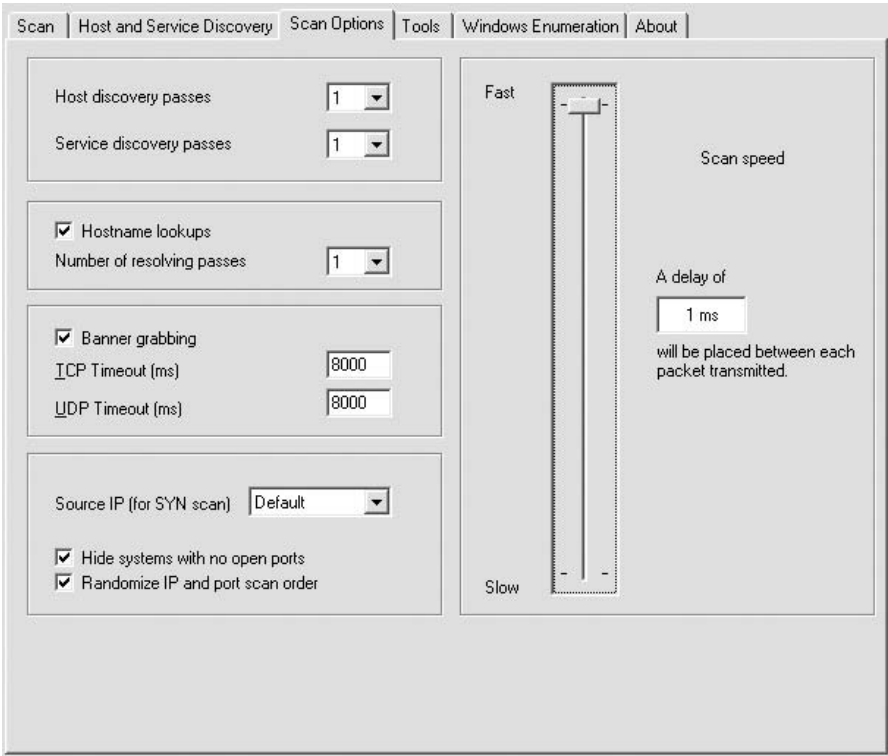 Scan Host and Service Discovery Scan Options Tools Windows Enumeration About
Host discovery passes 1
Service discovery passes 1
Hostname lookups
Number of resolving passes 1
Banner grabbing
TCP Timeout (ms) 8000
UDP Timeout (ms) 8000
Source IP (for SYN scan) Default
Hide systems with no open ports
Randomize IP and port scan order
Fast
Slow
Scan speed
A delay of
1 ms
will be placed between each
packet transmitted.